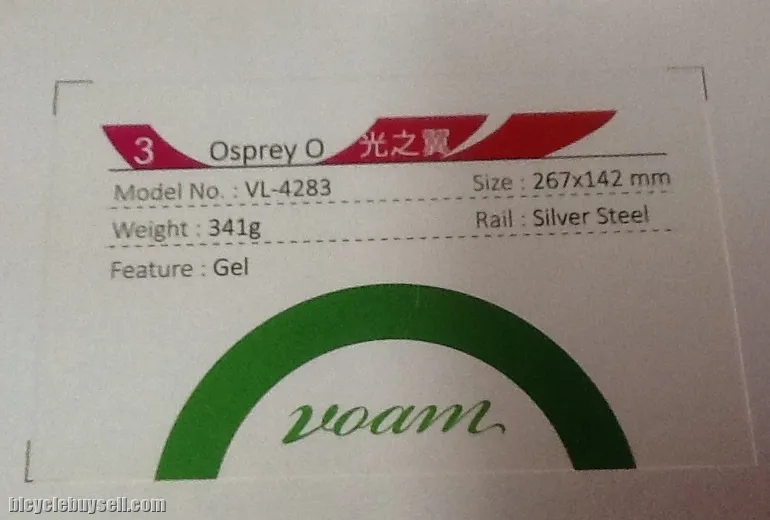 3 Osprey O 光之翼
Model No. : VL-4283 Size : 267x142 mm
Weight : 341g Rail : Silver Steel
Feature : Gel
voam
bicyclebuysell.com